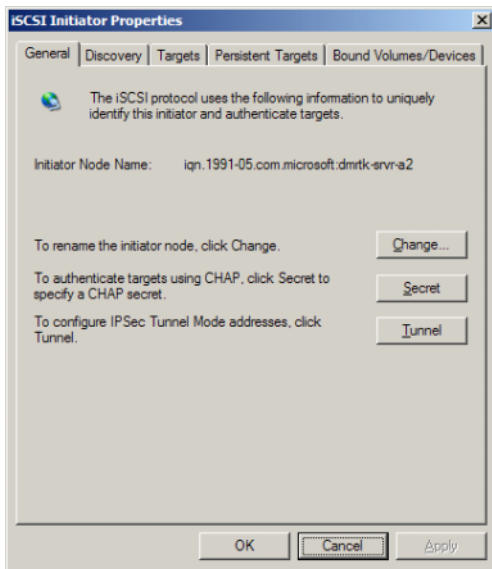 iSCSI Initiator Properties
General Discovery Targets Persistent Targets Bound Volumes/Devices
The iSCSI protocol uses the following information to uniquely
identify this initiator and authenticate targets.
Initiator Node Name: iqn.1991-05.com.microsoft:dmrtk-srvr-a2
To rename the initiator node, click Change.
Change...
To authenticate targets using CHAP, click Secret to
specify a CHAP secret.
Secret
To configure IPSec Tunnel Mode addresses, click
Tunnel.
Tunnel
OK Cancel Apply